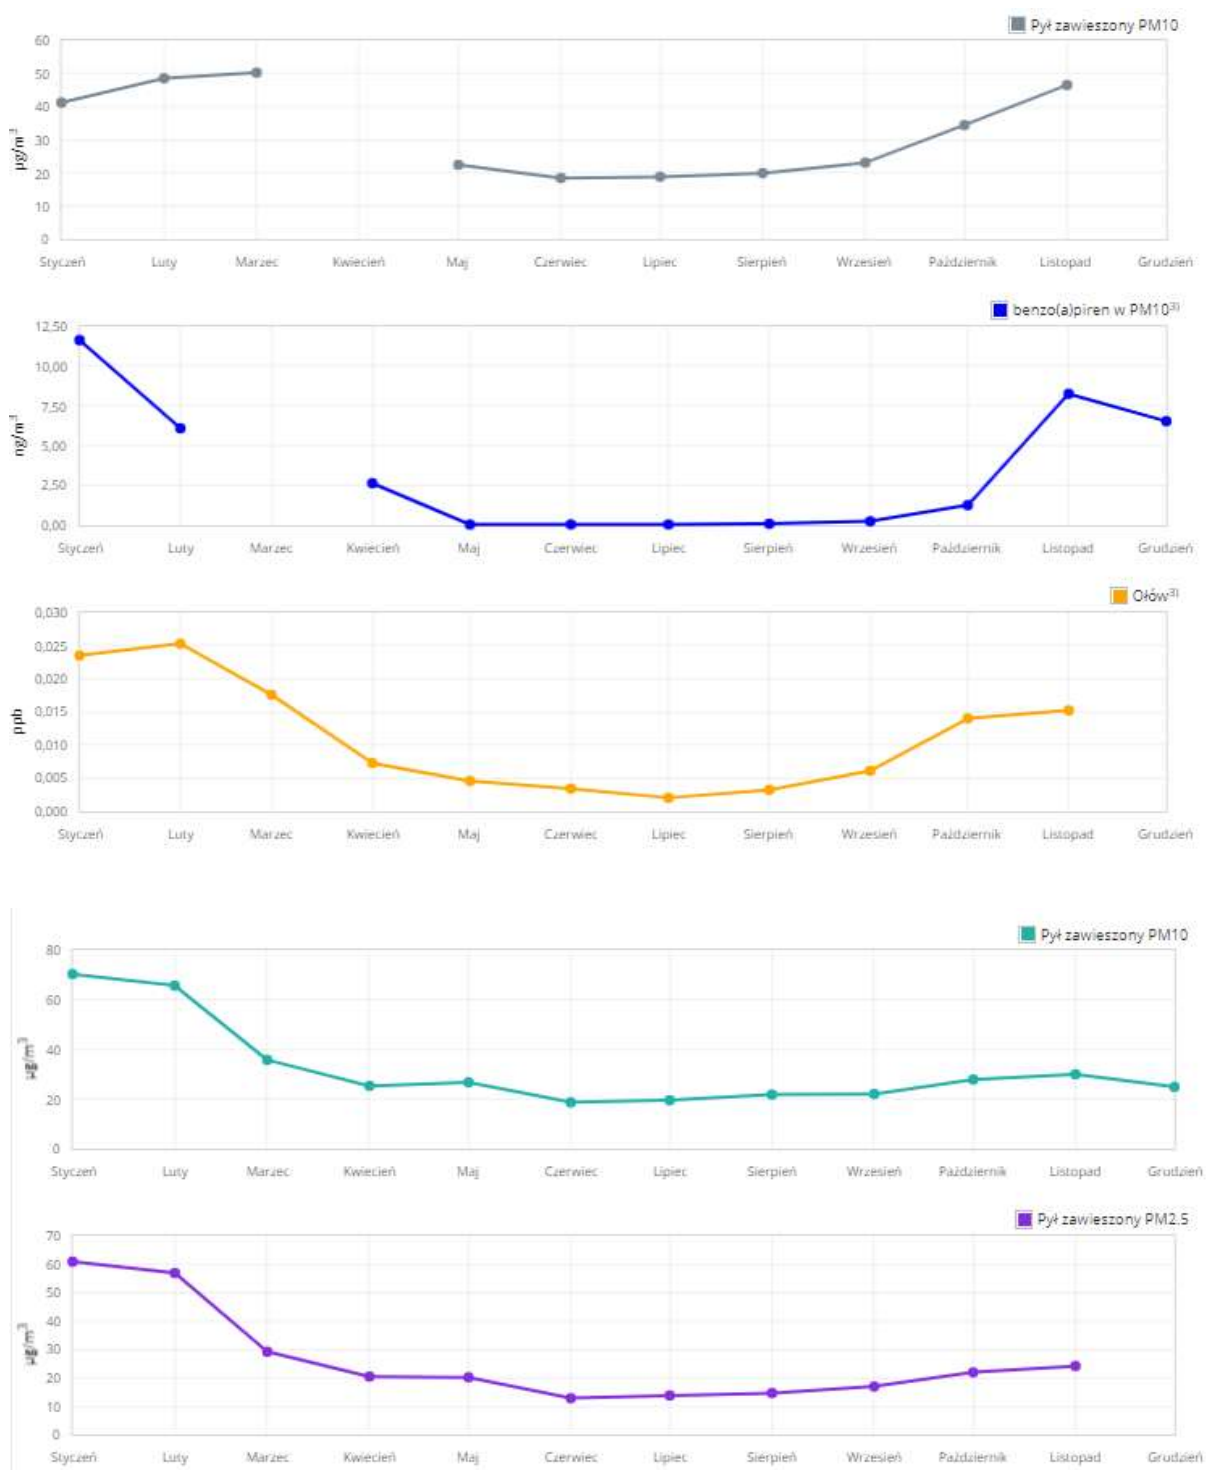 Pył zawieszony PM10
60
50
40
30
20
10
0
µg/m³
Styczeń Luty Marzec Kwiecień Maj Czerwiec Lipiec Sierpień Wrzesień Październik Listopad Grudzień
benzo(a)piren w PM10³⁾
12,50
10,00
7,50
5,00
2,50
0,00
ng/m³
Styczeń Luty Marzec Kwiecień Maj Czerwiec Lipiec Sierpień Wrzesień Październik Listopad Grudzień
Ołów³⁾
0,030
0,025
0,020
0,015
0,010
0,005
0,000
ppb
Styczeń Luty Marzec Kwiecień Maj Czerwiec Lipiec Sierpień Wrzesień Październik Listopad Grudzień
Pył zawieszony PM10
80
60
40
20
0
µg/m³
Styczeń Luty Marzec Kwiecień Maj Czerwiec Lipiec Sierpień Wrzesień Październik Listopad Grudzień
Pył zawieszony PM2.5
70
60
50
40
30
20
10
0
µg/m³
Styczeń Luty Marzec Kwiecień Maj Czerwiec Lipiec Sierpień Wrzesień Październik Listopad Grudzień